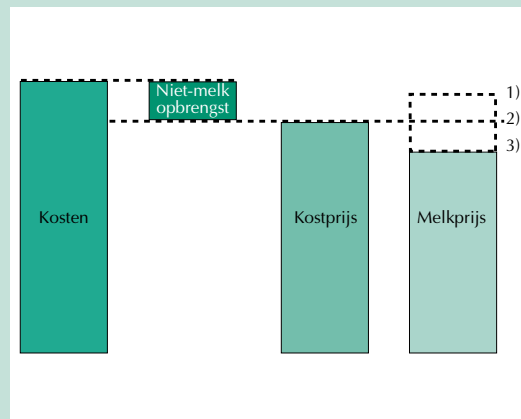 Niet-melk
opbrengst
1)
2)
3)
Kosten
Kostprijs
Melkprijs